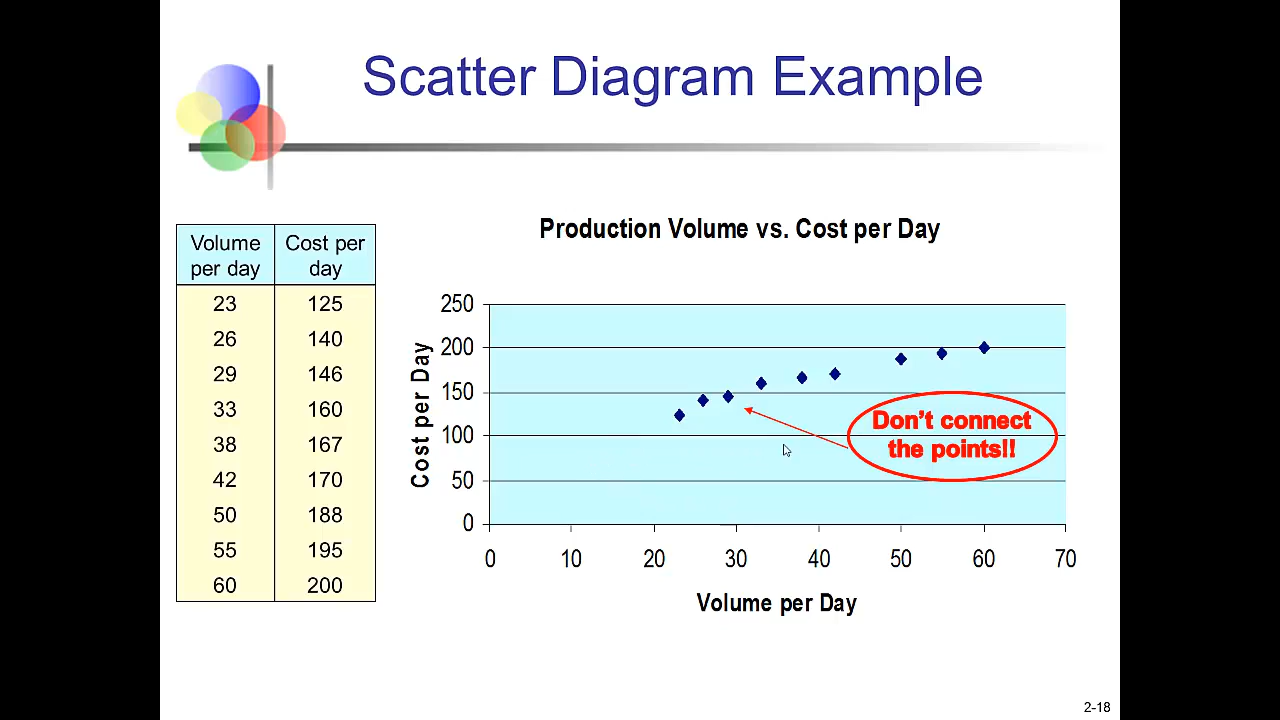 Scatter Diagram Example
Volume per day Cost per day
23 125
26 140
29 146
33 160
38 167
42 170
50 188
55 195
60 200
Production Volume vs. Cost per Day
Cost per Day
250
200
150
100
50
0
Don't connect
the points!!
0 10 20 30 40 50 60 70
Volume per Day
2-18